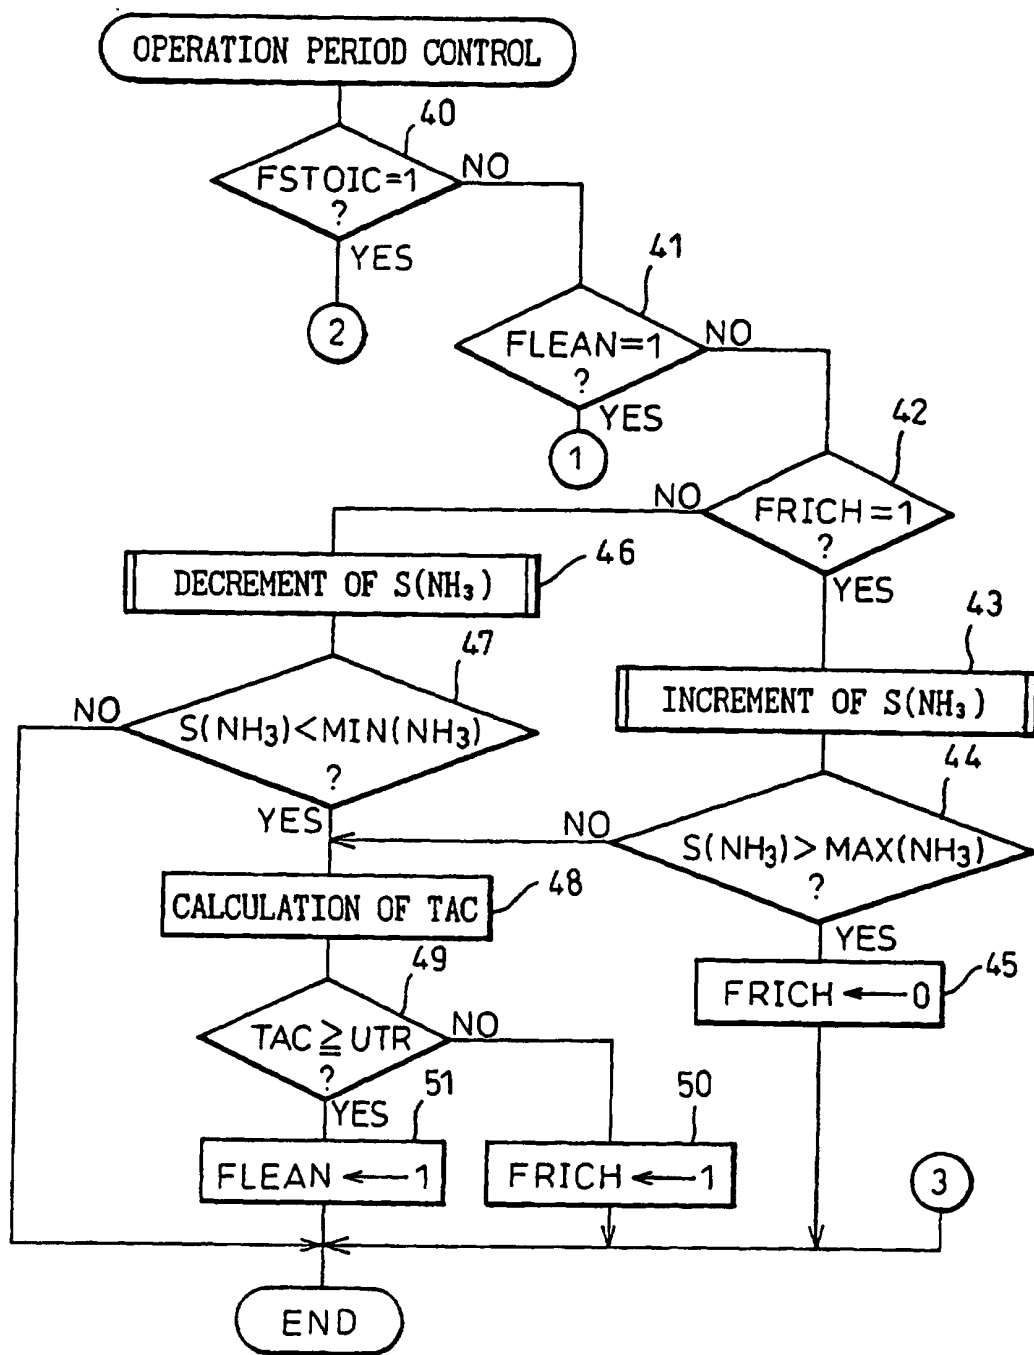 OPERATION PERIOD CONTROL
40
FSTOIC=1
?
NO
YES
2
41
FLEAN=1
?
NO
YES
1
42
FRICH=1
?
NO
YES
46
DECREMENT OF S(NH₃)
43
INCREMENT OF S(NH₃)
47
S(NH₃)<MIN(NH₃)
?
NO
YES
44
S(NH₃)>MAX(NH₃)
?
NO
YES
48
CALCULATION OF TAC
45
FRICH←0
49
TAC≧UTR
?
NO
YES
51
FLEAN←1
50
FRICH←1
3
END